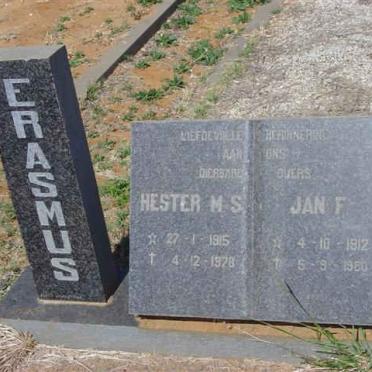 ERASMUS
LIEFDEVOLLE HERINNERING
AAN ONS
DIERBARE OUERS
HESTER M.S. JAN F.
☆ 27-1-1915 ☆ 4-10-1912
† 4-12-1978 † 5-9-1980